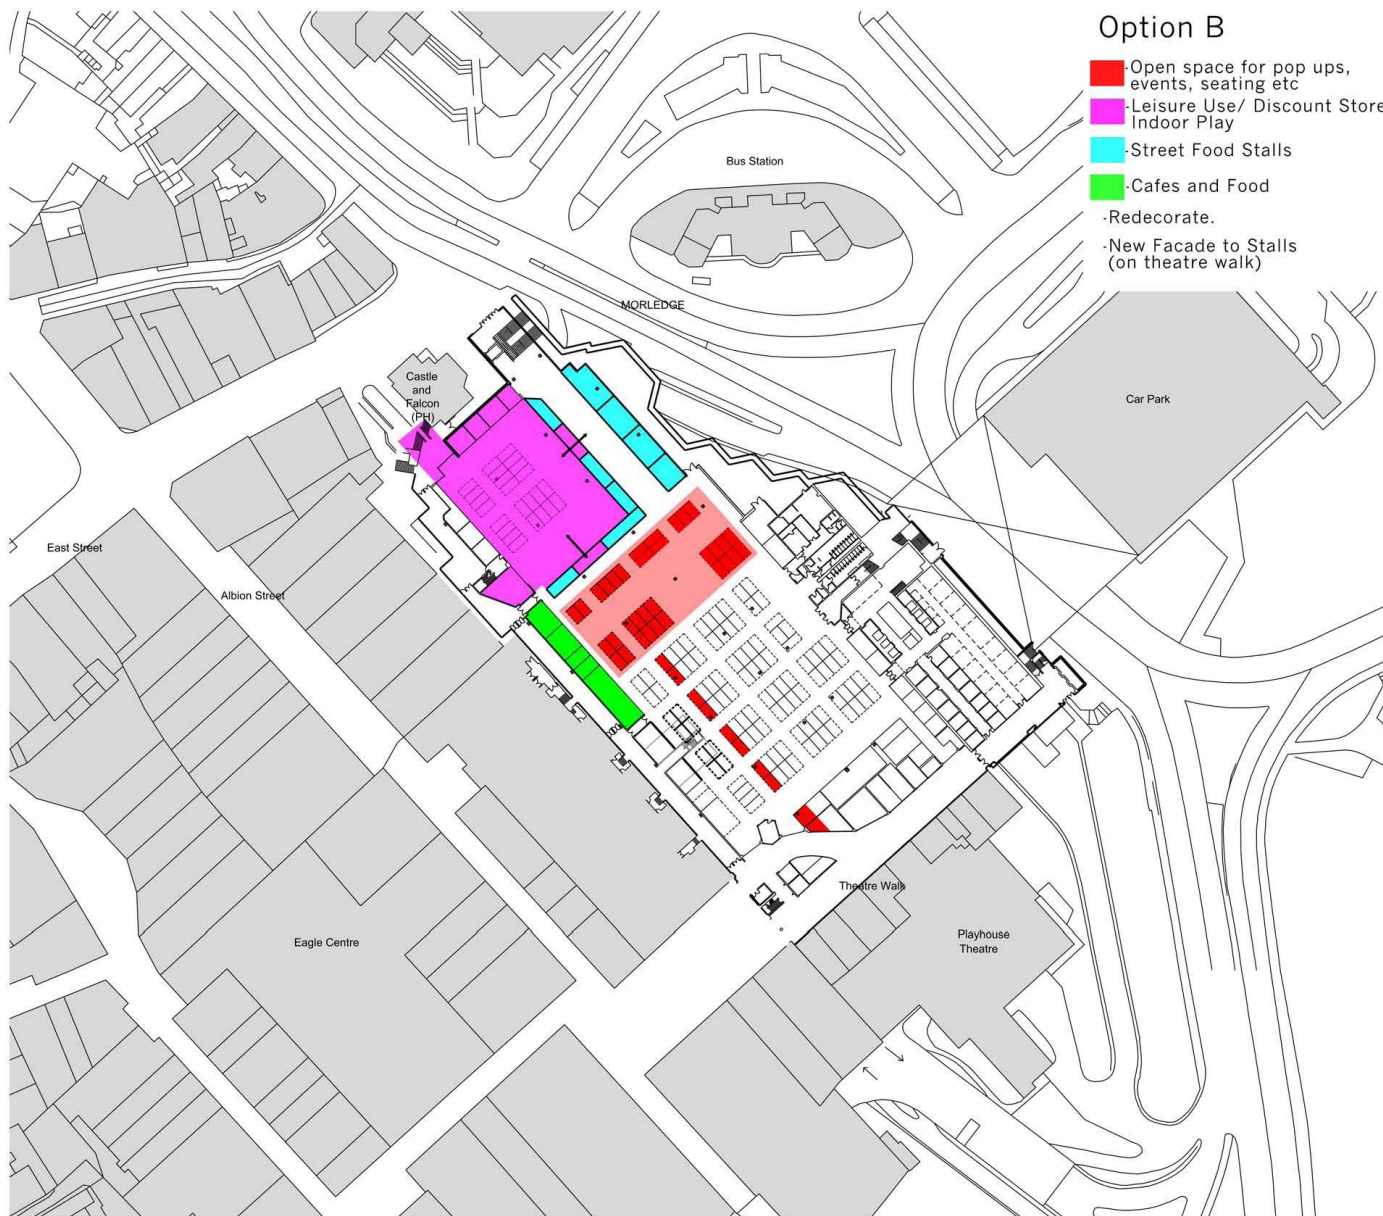 Option B
-Open space for pop ups,
events, seating etc
-Leisure Use/ Discount Store
Indoor Play
-Street Food Stalls
-Cafes and Food
-Redecorate.
-New Facade to Stalls
(on theatre walk)
Bus Station
MORLEDGE
Castle
and
Falcon
(PH)
Car Park
East Street
Albion Street
Theatre Walk
Eagle Centre
Playhouse
Theatre